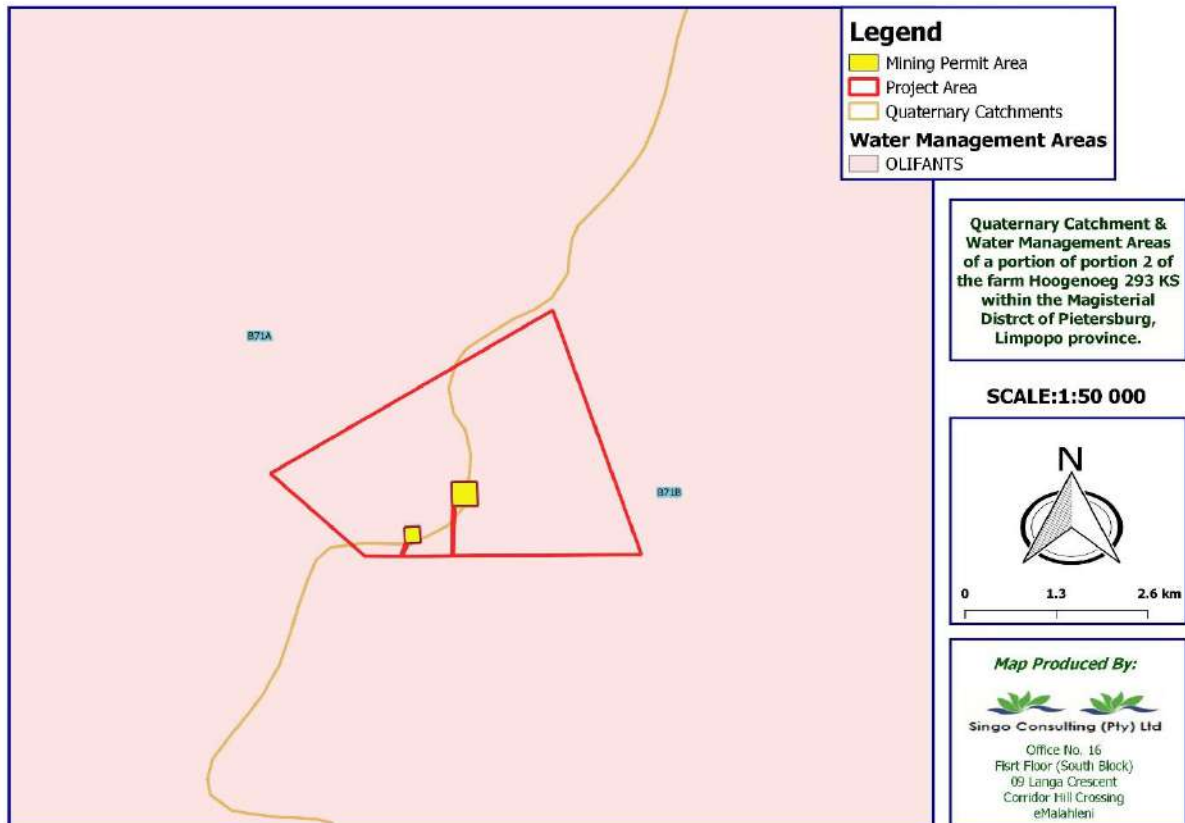 Legend
Mining Permit Area
Project Area
Quaternary Catchments
Water Management Areas
OLIFANTS
Quaternary Catchment &
Water Management Areas
of a portion of portion 2 of
the farm Hoogenoeg 293 KS
within the Magisterial
Distrct of Pietersburg,
Limpopo province.
B71A
B71B
SCALE:1:50 000
N
0 1.3 2.6 km
Map Produced By:
Singo Consulting (Pty) Ltd
Office No. 16
Fisrt Floor (South Block)
09 Langa Crescent
Corridor Hill Crossing
eMalahleni